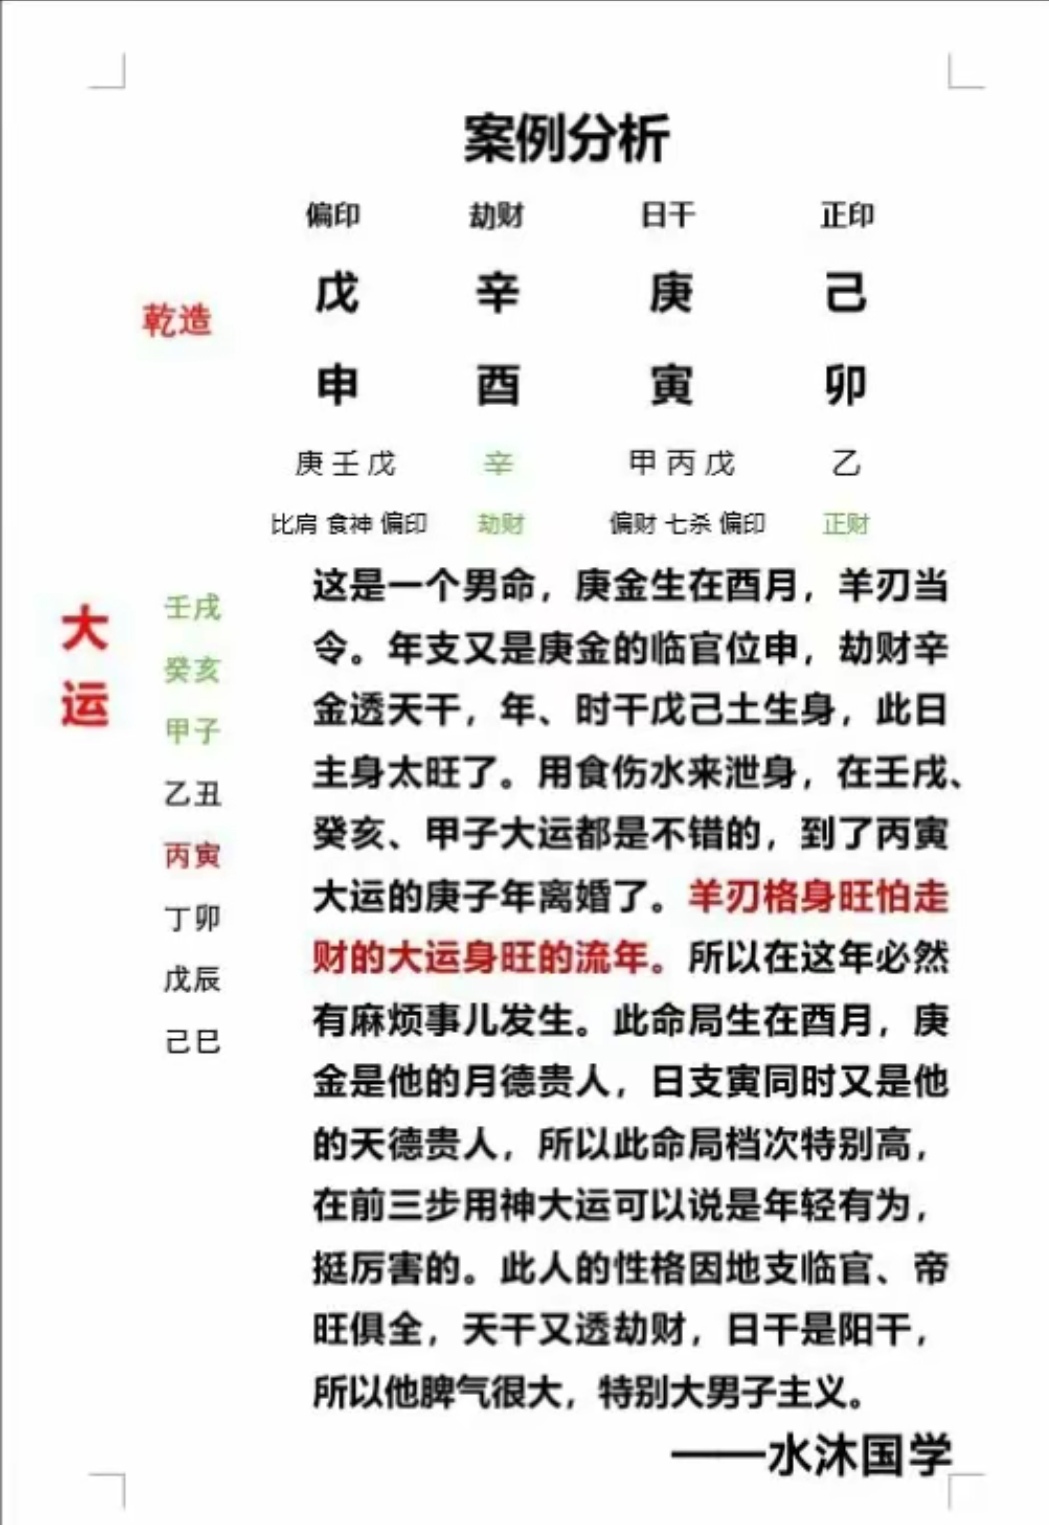 案例分析
偏印 劫财 日干 正印
乾造 戊 辛 庚 己
申 酉 寅 卯
庚 壬 戊 辛 甲 丙 戊 乙
比肩 食神 偏印 劫财 偏财 七杀 偏印 正财
大运
壬戌
癸亥
甲子
乙丑
丙寅
丁卯
戊辰
己巳
这是一个男命，庚金生在酉月，羊刃当
令。年支又是庚金的临官位申，劫财辛
金透天干，年、时干戊己土生身，此日
主身太旺了。用食伤水来泄身，在壬戌、
癸亥、甲子大运都是不错的，到了丙寅
大运的庚子年离婚了。羊刃格身旺怕走
财的大运身旺的流年。所以在这年必然
有麻烦事儿发生。此命局生在酉月，庚
金是他的月德贵人，日支寅同时又是他
的天德贵人，所以此命局档次特别高，
在前三步用神大运可以说是年轻有为，
挺厉害的。此人的性格因地支临官、帝
旺俱全，天干又透劫财，日干是阳干，
所以他脾气很大，特别大男子主义。
——水沐国学